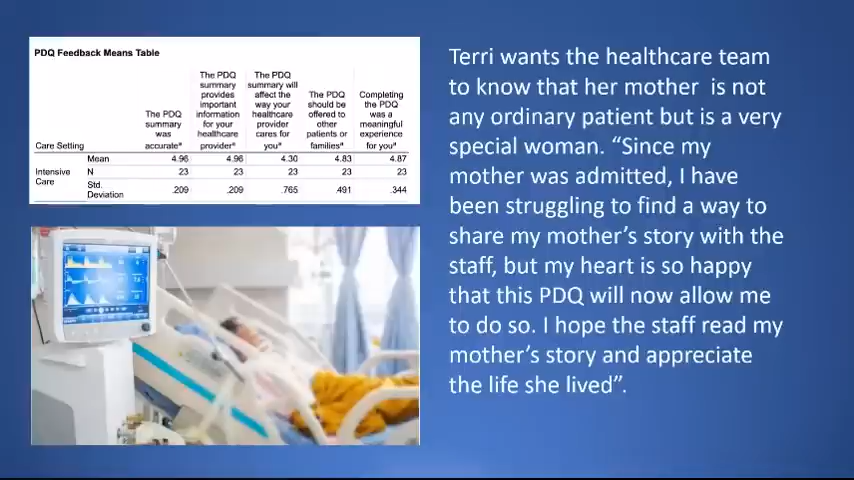 PDQ Feedback Means Table
The PDQ The PDQ
summary summary will
provides affect the The PDQ Completing
important way your should be the PDQ
The PDQ information healthcare offered to was a
summary for your provider other meaningful
was healthcare cares for patients or experience
Care Setting accurateª providerª youª familiesª for youª
Mean 4.96 4.96 4.30 4.83 4.87
Intensive N 23 23 23 23 23
Care Std. .209 .209 .765 .491 .344
Deviation
Terri wants the healthcare team
to know that her mother is not
any ordinary patient but is a very
special woman. “Since my
mother was admitted, I have
been struggling to find a way to
share my mother’s story with the
staff, but my heart is so happy
that this PDQ will now allow me
to do so. I hope the staff read my
mother’s story and appreciate
the life she lived”.